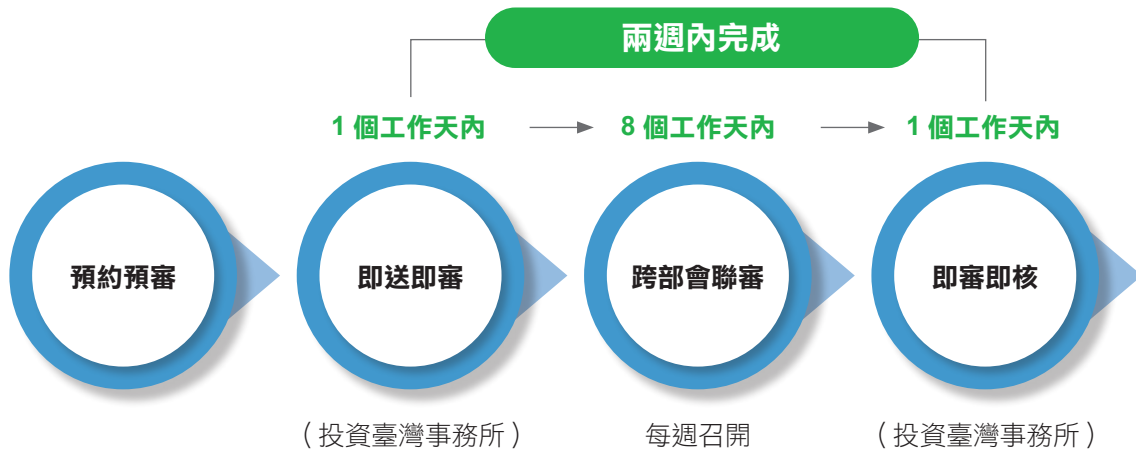 兩週內完成
1 個工作天內
8 個工作天內
1 個工作天內
預約預審
即送即審
跨部會聯審
即審即核
（投資臺灣事務所）
每週召開
（投資臺灣事務所）